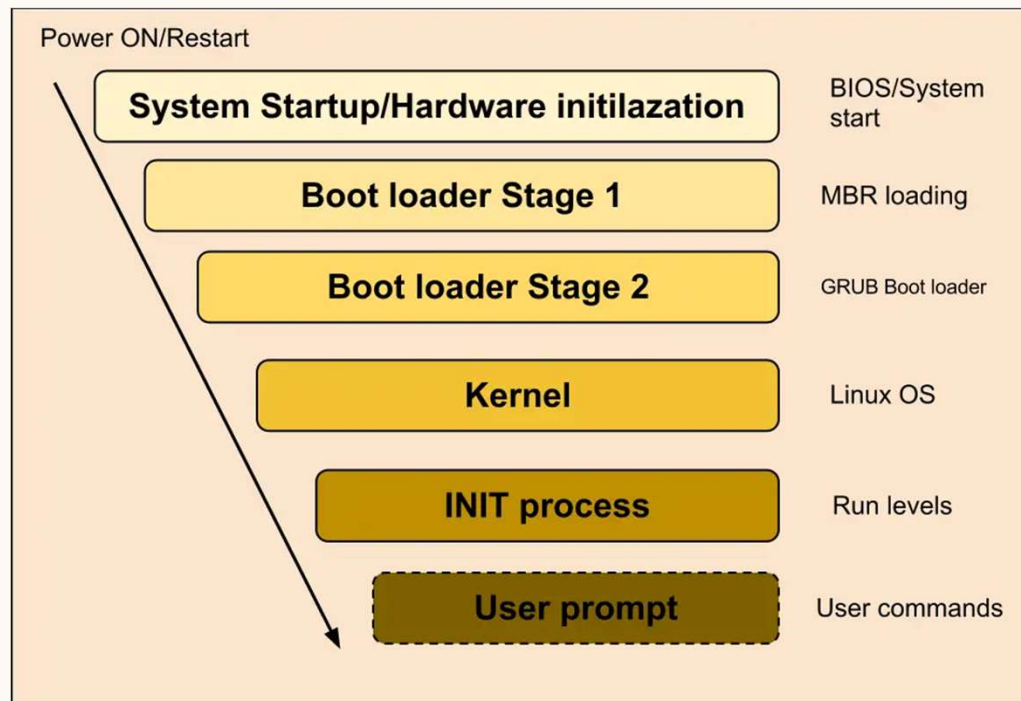 Power ON/Restart
System Startup/Hardware initilazation
BIOS/System
start
Boot loader Stage 1
MBR loading
Boot loader Stage 2
GRUB Boot loader
Kernel
Linux OS
INIT process
Run levels
User prompt
User commands